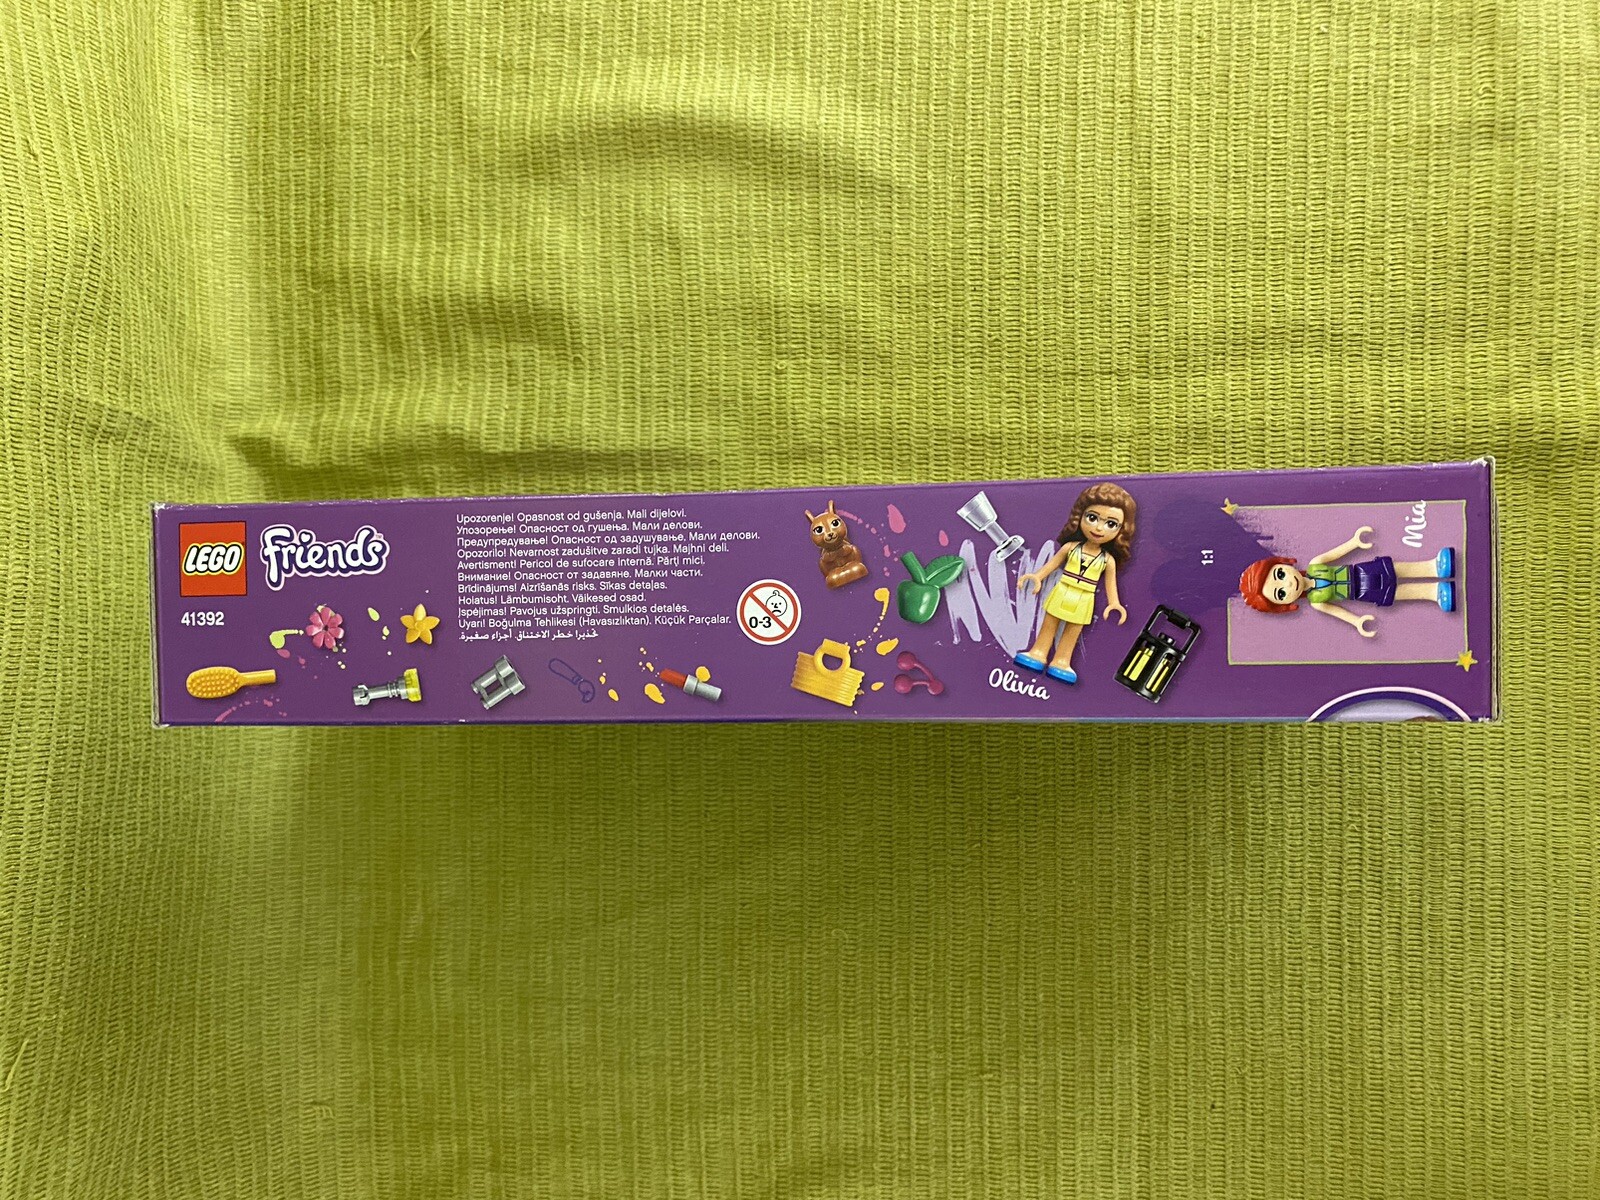 LEGO
friends
41392
Upozorenje! Opasnost od gušenja. Mali dijelovi.
Упозорење! Опасност од гушења. Мали делови.
Предупредување! Опасност од задушување, Мали делови.
Opozorilo! Nevarnost zadušitve zaradi tujka. Majhni deli.
Avertisment! Pericol de sufocare internă. Părți mici.
Внимание! Опасност от задавяне. Малки части.
Brīdinājums! Aizrīšanās risks. Sīkas detaļas.
Hoiatus! Lämbumisoht. Väikesed osad.
Įspėjimas! Pavojus užspringti. Smulkios detalės.
Uyarı! Boğulma Tehlikesi (Havasızlıktan). Küçük Parçalar.
تحذير! خطر الاختناق. أجزاء صغيرة.
0-3
Olivia
1:1
Mia